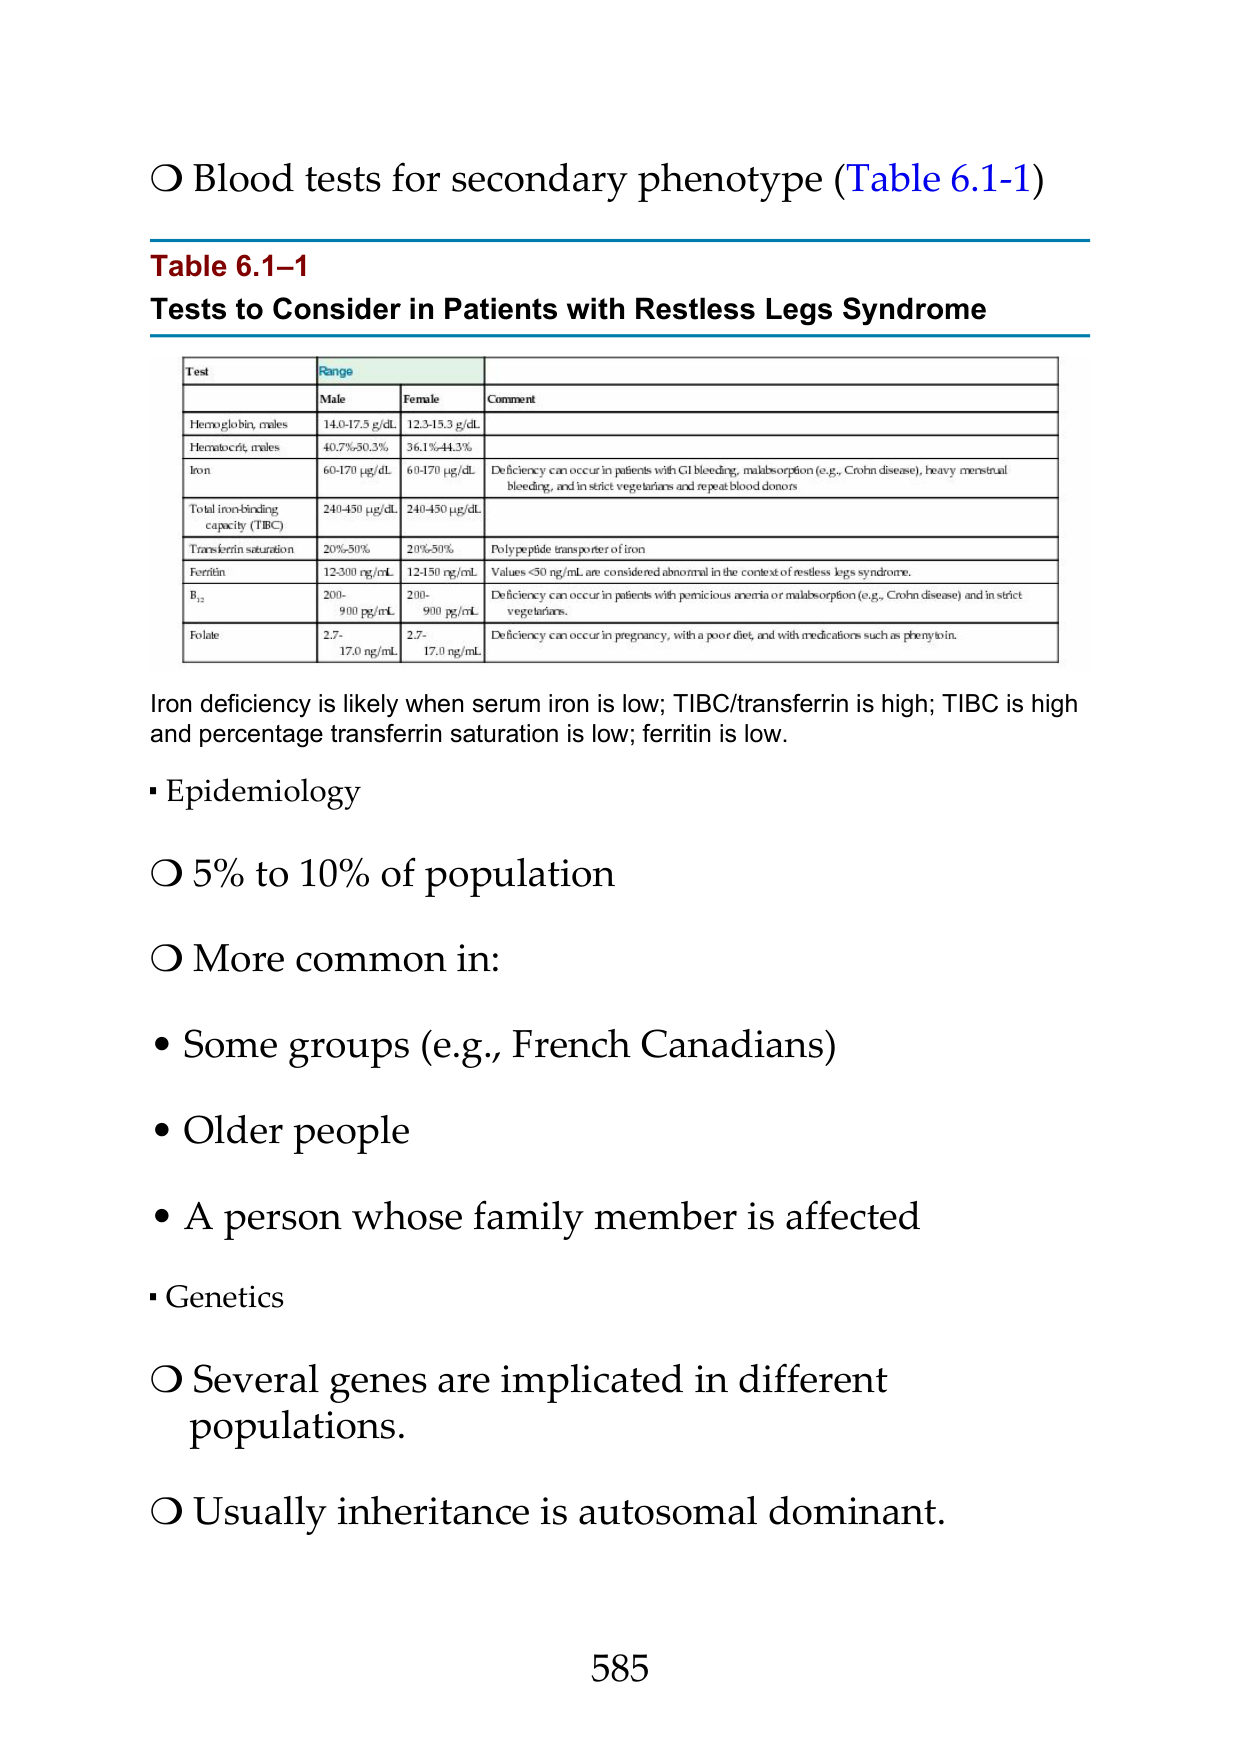 ❍ Blood tests for secondary phenotype (Table 6.1-1)
Table 6.1–1
Tests to Consider in Patients with Restless Legs Syndrome
Test Range
Male Female Comment
Hemoglobin, males 14.0-17.5 g/dL 12.3-15.3 g/dL
Hematocrit, males 40.7%-50.3% 36.1%-44.3%
Iron 60-170 µg/dL 60-170 µg/dL Deficiency can occur in patients with GI bleeding, malabsorption (e.g., Crohn disease), heavy menstrual
bleeding, and in strict vegetarians and repeat blood donors
Total iron-binding 240-450 µg/dL 240-450 µg/dL
capacity (TIBC)
Transferrin saturation 20%-50% 20%-50% Polypeptide transporter of iron
Ferritin 12-300 ng/mL 12-150 ng/mL Values <50 ng/mL are considered abnormal in the context of restless legs syndrome.
B₁₂ 200- 200- Deficiency can occur in patients with pernicious anemia or malabsorption (e.g., Crohn disease) and in strict
900 pg/mL 900 pg/mL vegetarians.
Folate 2.7- 2.7- Deficiency can occur in pregnancy, with a poor diet, and with medications such as phenytoin.
17.0 ng/mL 17.0 ng/mL
Iron deficiency is likely when serum iron is low; TIBC/transferrin is high; TIBC is high
and percentage transferrin saturation is low; ferritin is low.
▪ Epidemiology
❍ 5% to 10% of population
❍ More common in:
• Some groups (e.g., French Canadians)
• Older people
• A person whose family member is affected
▪ Genetics
❍ Several genes are implicated in different
populations.
❍ Usually inheritance is autosomal dominant.
585